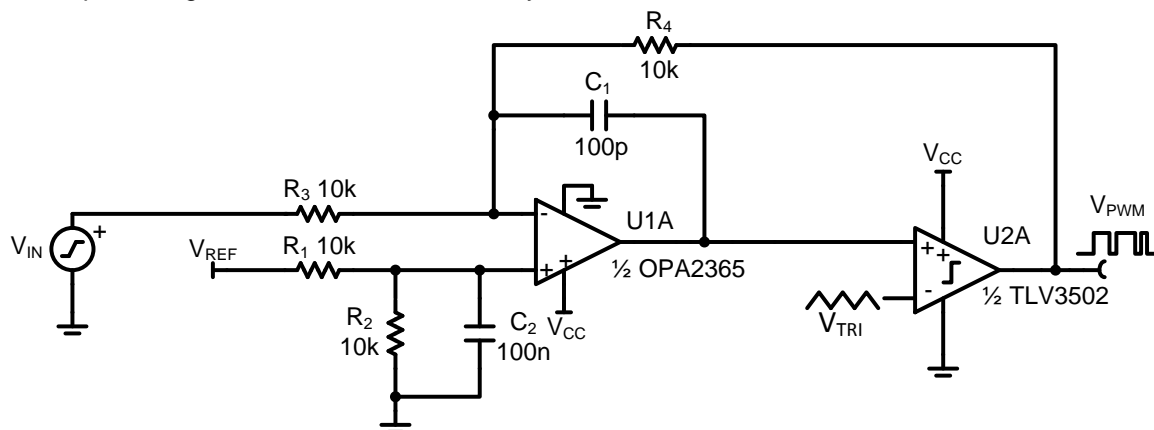 R4
10k
C1
100p
VCC
R3 10k
-
U1A
VPWM
VIN
+
VREF
R1 10k
+
+
½ OPA2365
+
+
U2A
-
½ TLV3502
R2
10k
C2
100n
VCC
VTRI